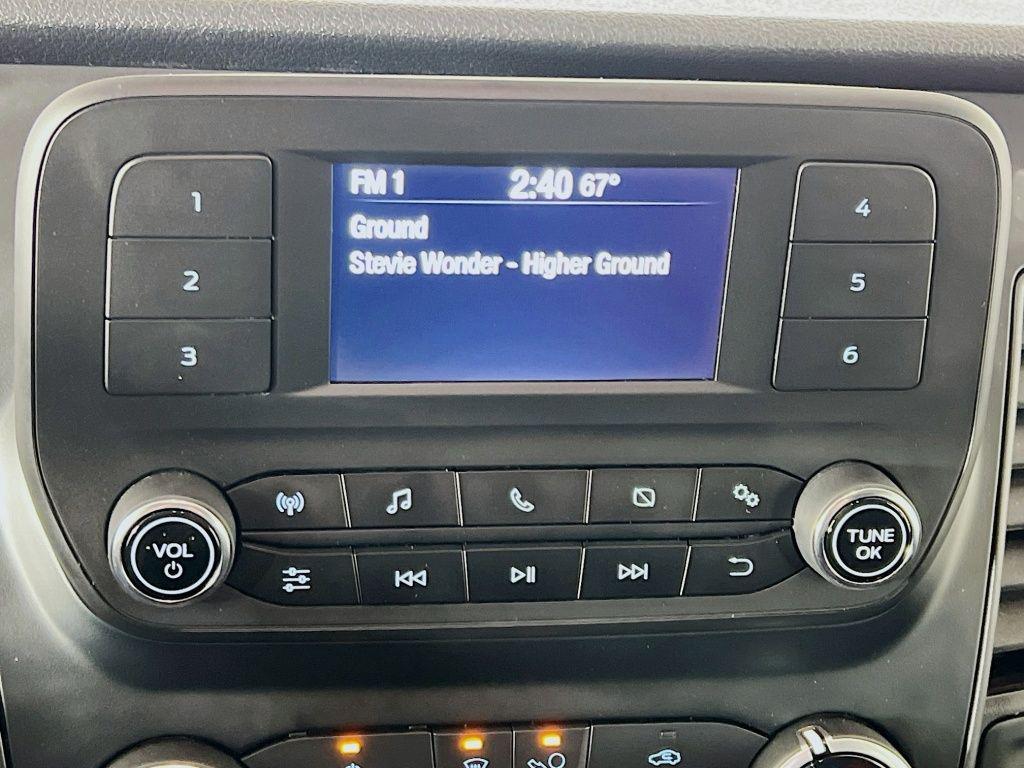 FM 1 2:40 67°
Ground
Stevie Wonder - Higher Ground
1
2
3
4
5
6
VOL
TUNE
OK